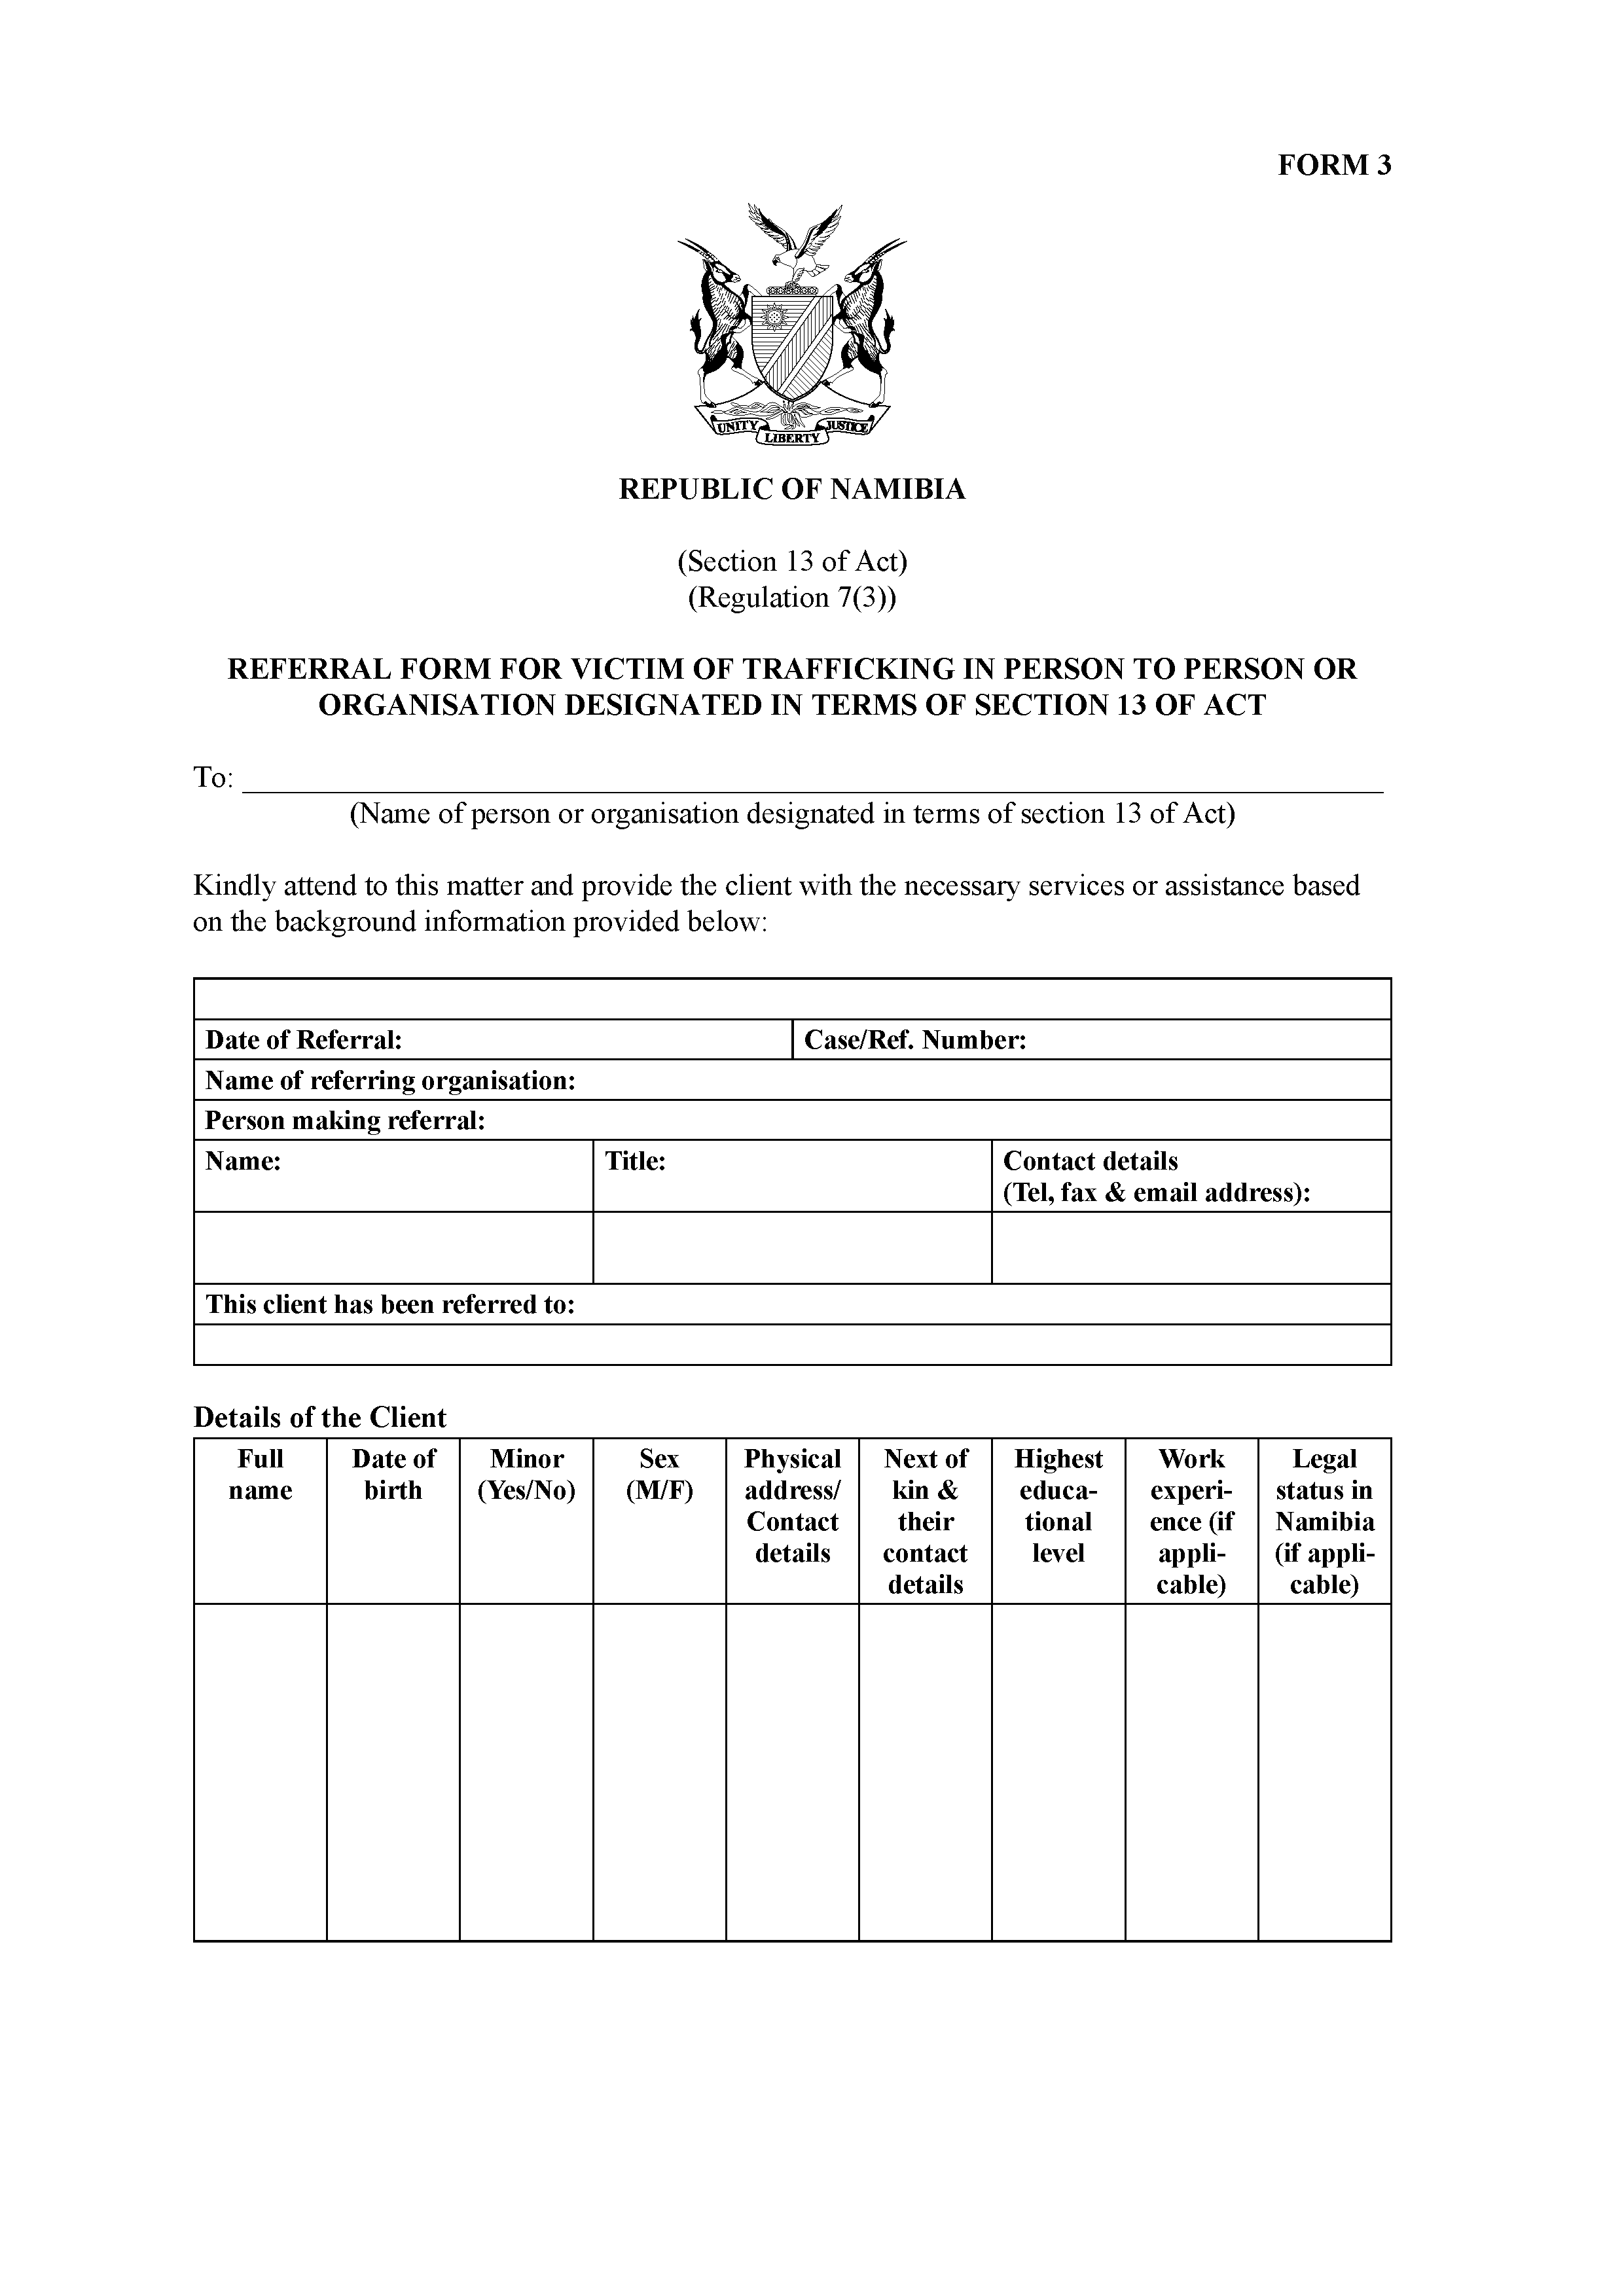 FORM 3
UNITY
LIBERTY
JUSTICE
REPUBLIC OF NAMIBIA
(Section 13 of Act)
(Regulation 7(3))
REFERRAL FORM FOR VICTIM OF TRAFFICKING IN PERSON TO PERSON OR
ORGANISATION DESIGNATED IN TERMS OF SECTION 13 OF ACT
To:
(Name of person or organisation designated in terms of section 13 of Act)
Kindly attend to this matter and provide the client with the necessary services or assistance based
on the background information provided below:
Date of Referral:
Case/Ref. Number:
Name of referring organisation:
Person making referral:
Name:
Title:
Contact details
(Tel, fax & email address):
This client has been referred to:
Details of the Client
Full
name
Date of
birth
Minor
(Yes/No)
Sex
(M/F)
Physical
address/
Contact
details
Next of
kin &
their
contact
details
Highest
educa-
tional
level
Work
experi-
ence (if
appli-
cable)
Legal
status in
Namibia
(if appli-
cable)